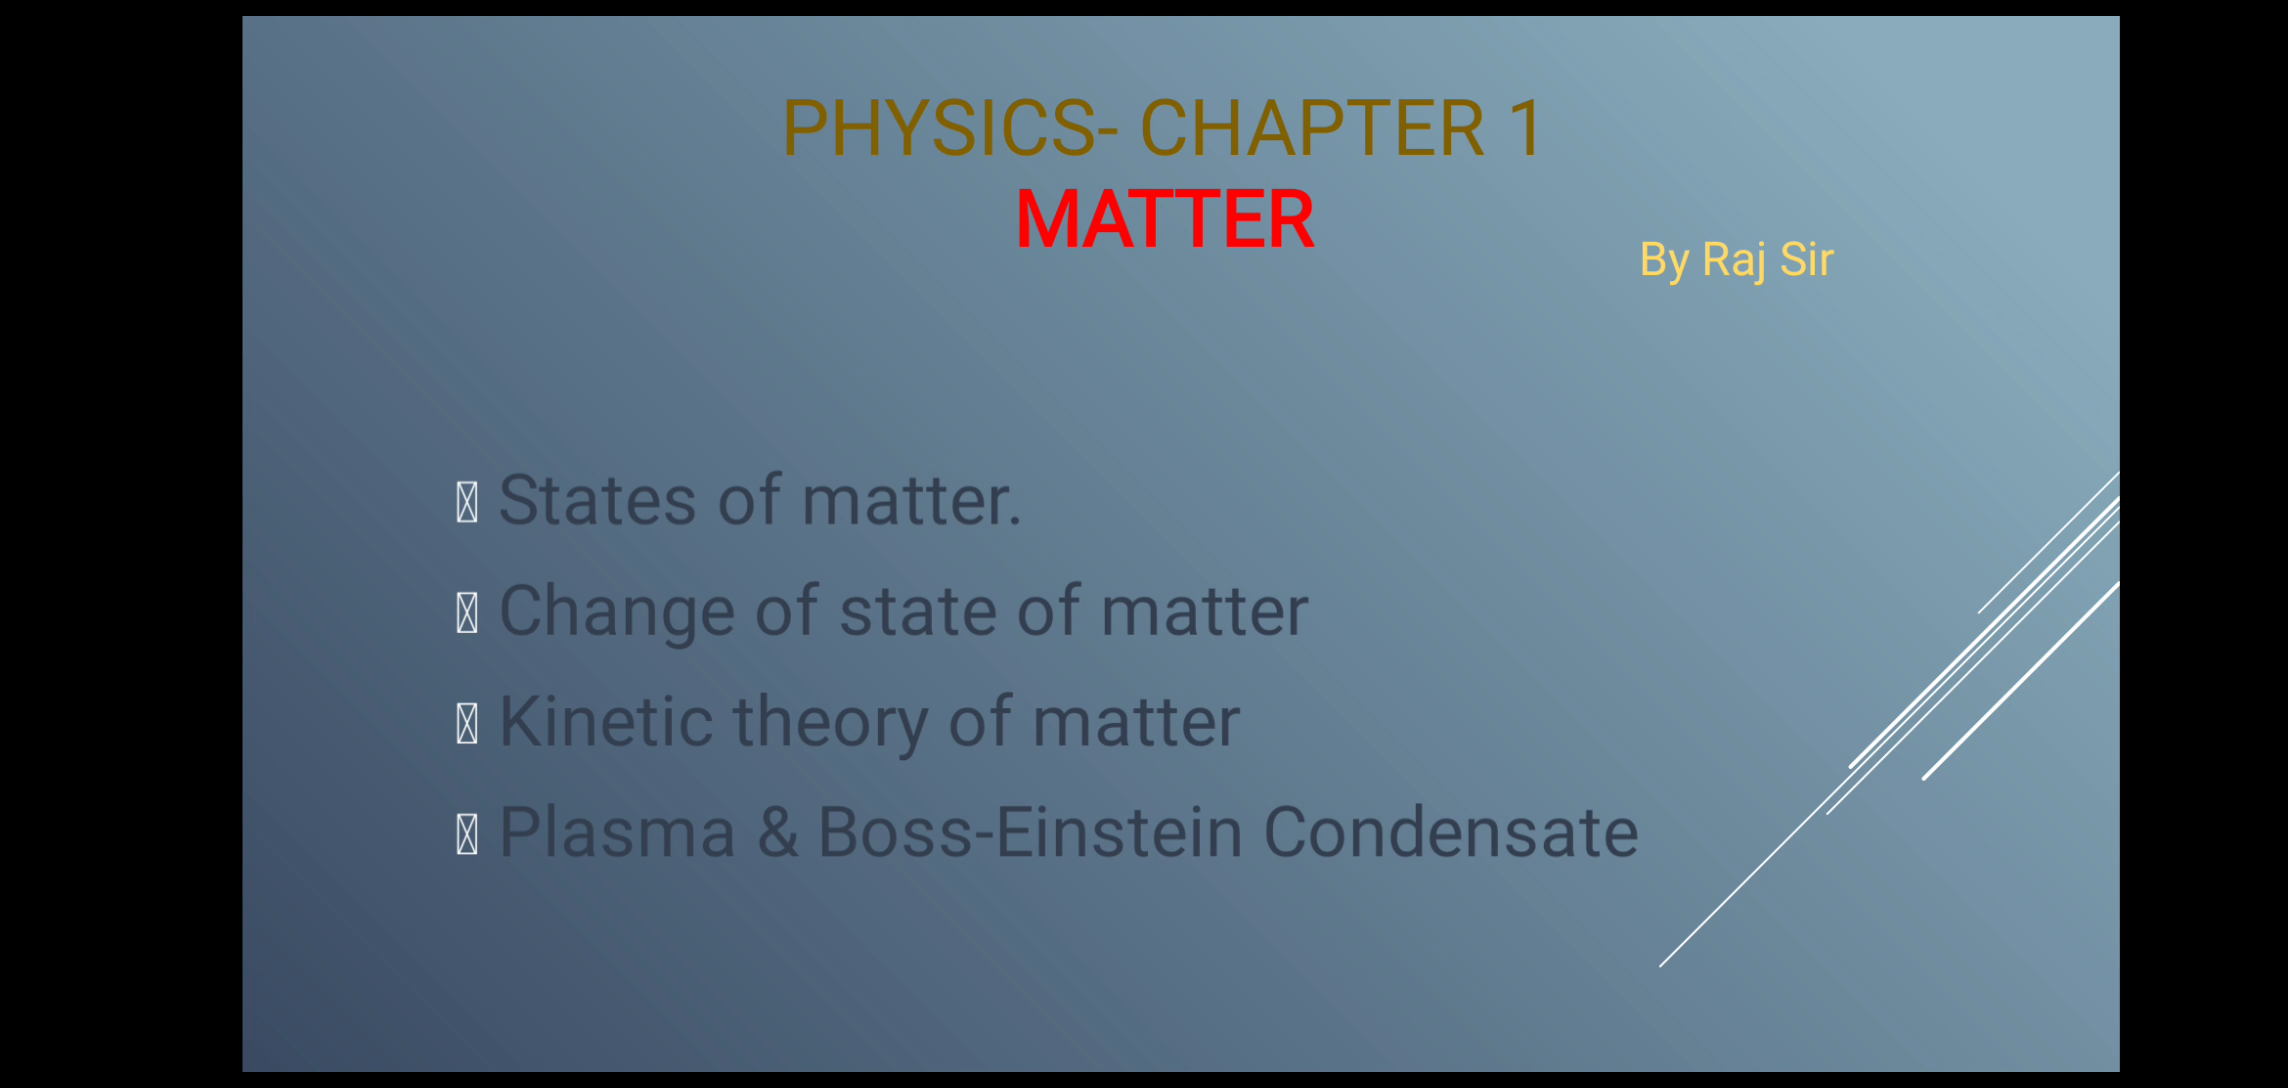 PHYSICS- CHAPTER 1
MATTER
By Raj Sir
States of matter.
Change of state of matter
Kinetic theory of matter
Plasma & Boss-Einstein Condensate